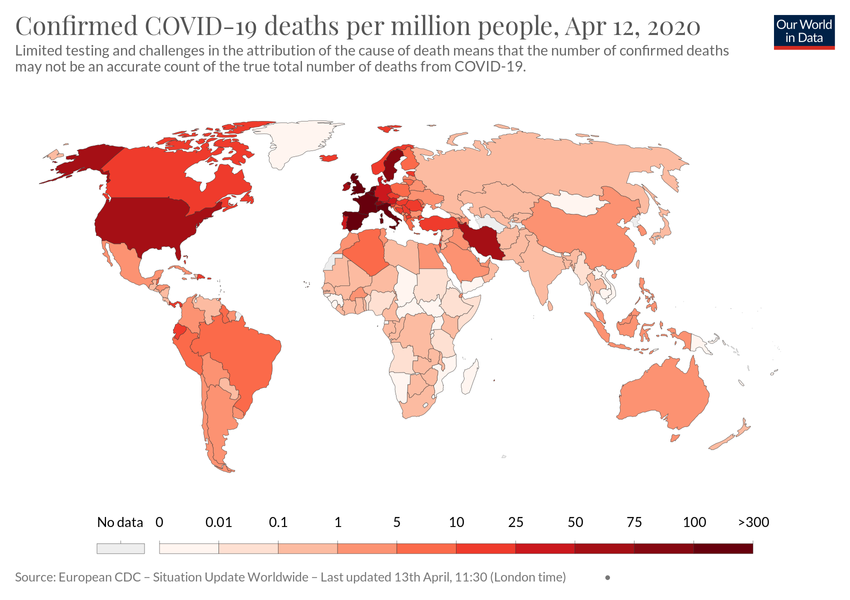 Confirmed COVID-19 deaths per million people, Apr 12, 2020
Our World
in Data
Limited testing and challenges in the attribution of the cause of death means that the number of confirmed deaths
may not be an accurate count of the true total number of deaths from COVID-19.
No data 0 0.01 0.1 1 5 10 25 50 75 100 >300
Source: European CDC – Situation Update Worldwide – Last updated 13th April, 11:30 (London time) •